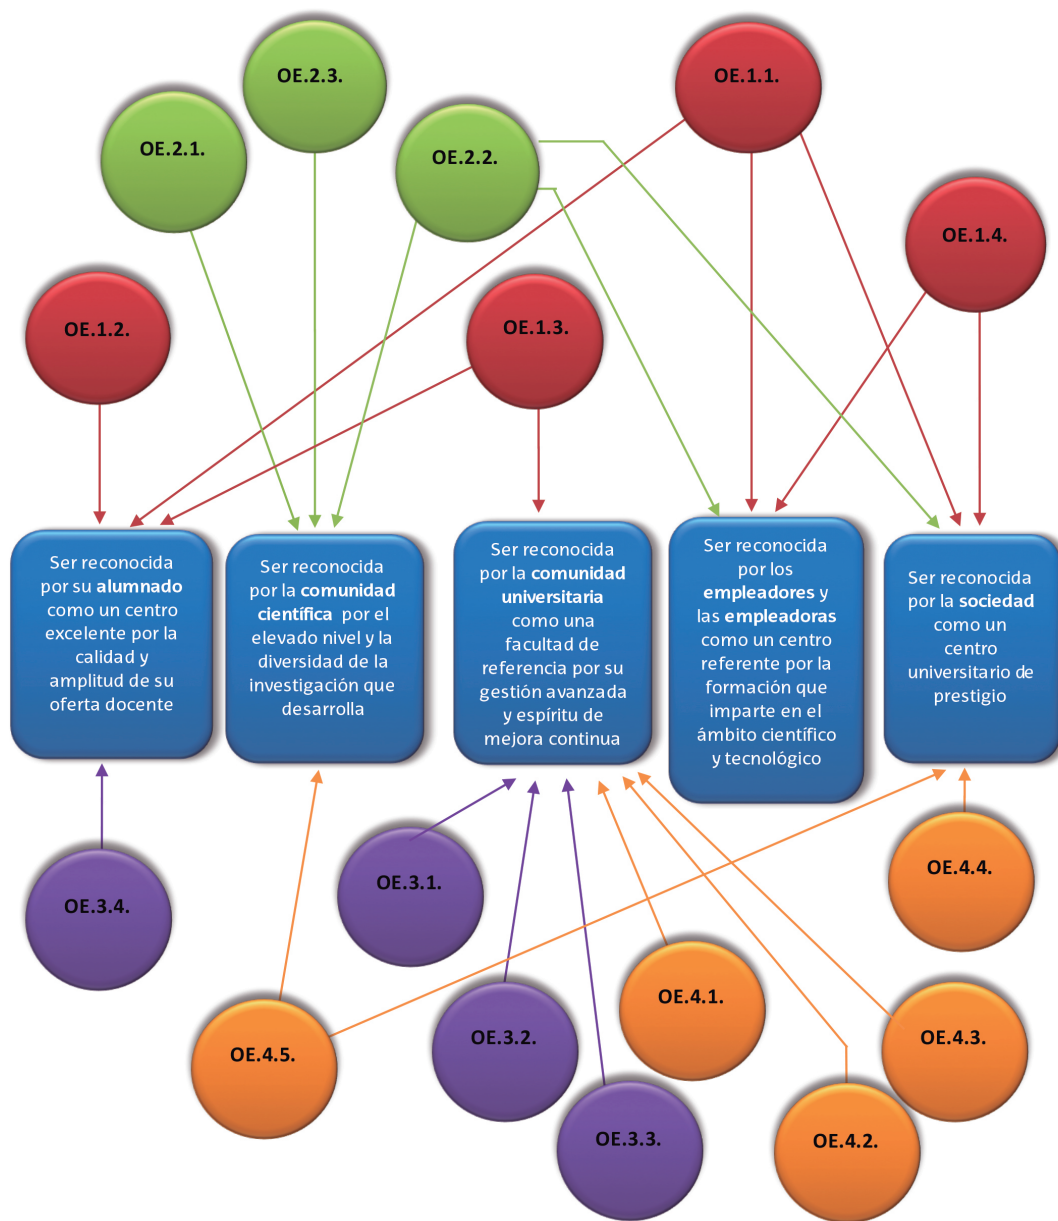 OE.2.3.
OE.1.1.
OE.2.1.
OE.2.2.
OE.1.4.
OE.1.2.
OE.1.3.
Ser reconocida
por su alumnado
como un centro
excelente por la
calidad y
amplitud de su
oferta docente
Ser reconocida
por la comunidad
científica por el
elevado nivel y la
diversidad de la
investigación que
desarrolla
Ser reconocida
por la comunidad
universitaria
como una
facultad de
referencia por su
gestión avanzada
y espíritu de
mejora continua
Ser reconocida
por los
empleadores y
las empleadoras
como un centro
referente por la
formación que
imparte en el
ámbito científico
y tecnológico
Ser reconocida
por la sociedad
como un
centro
universitario de
prestigio
OE.4.4.
OE.3.1.
OE.3.4.
OE.4.1.
OE.3.2.
OE.4.3.
OE.4.5.
OE.3.3.
OE.4.2.